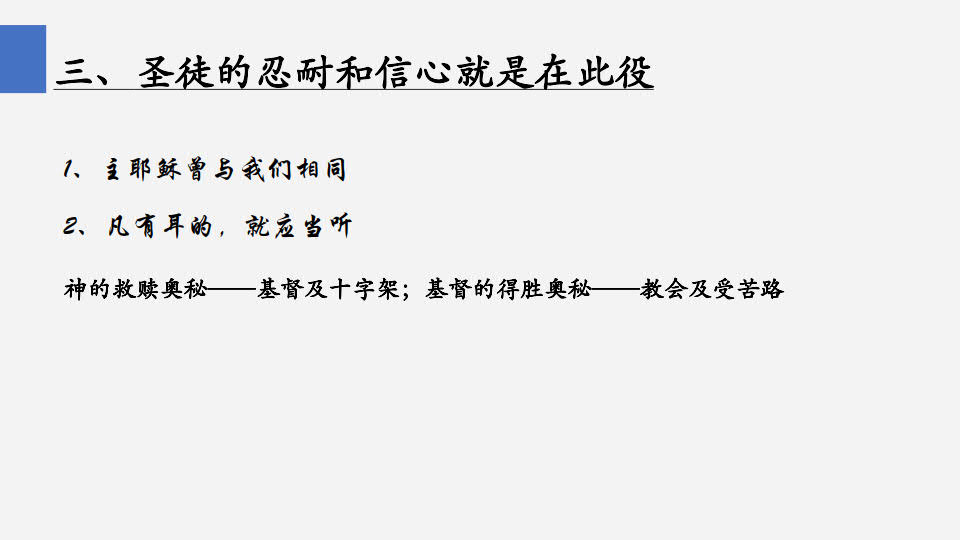 三、圣徒的忍耐和信心就是在此役
1、主耶稣曾与我们相同
2、凡有耳的，就应当听
神的救赎奥秘——基督及十字架；基督的得胜奥秘——教会及受苦路